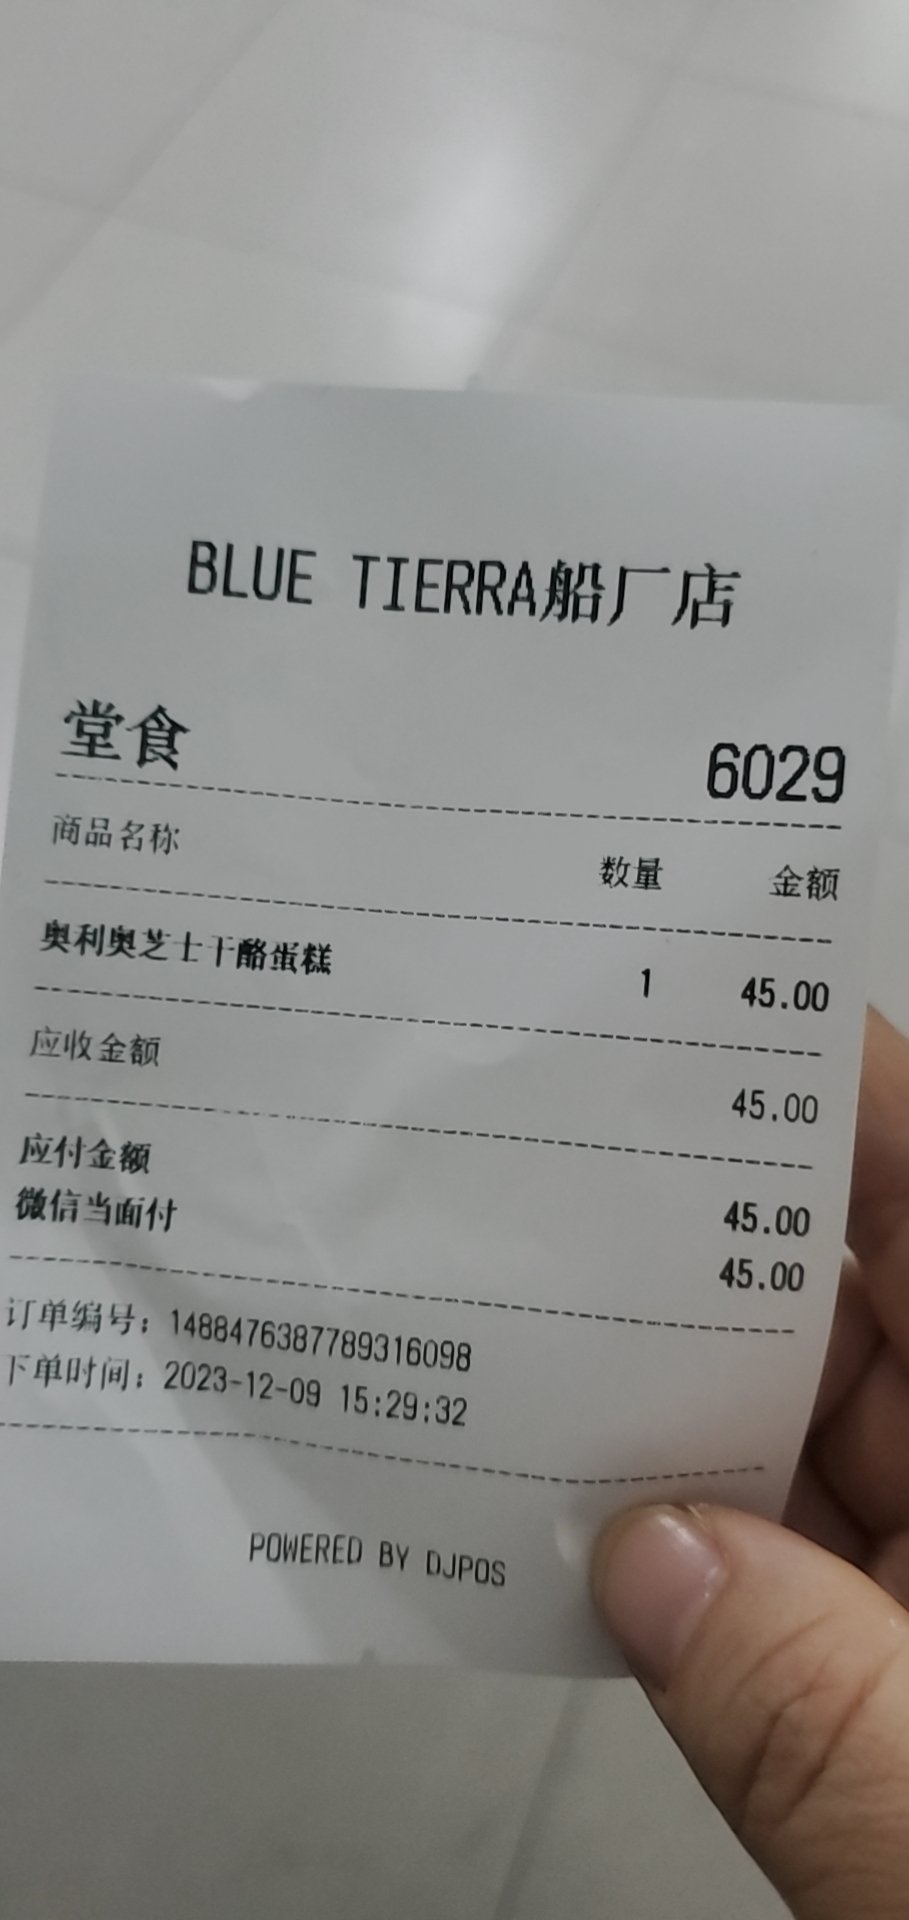 BLUE TIERRA船厂店
堂食 6029
商品名称 数量 金额
奥利奥芝士干酪蛋糕 1 45.00
应收金额 45.00
应付金额 45.00
微信当面付 45.00
订单编号：1488476387789316098
下单时间：2023-12-09 15:29:32
POWERED BY DJPOS